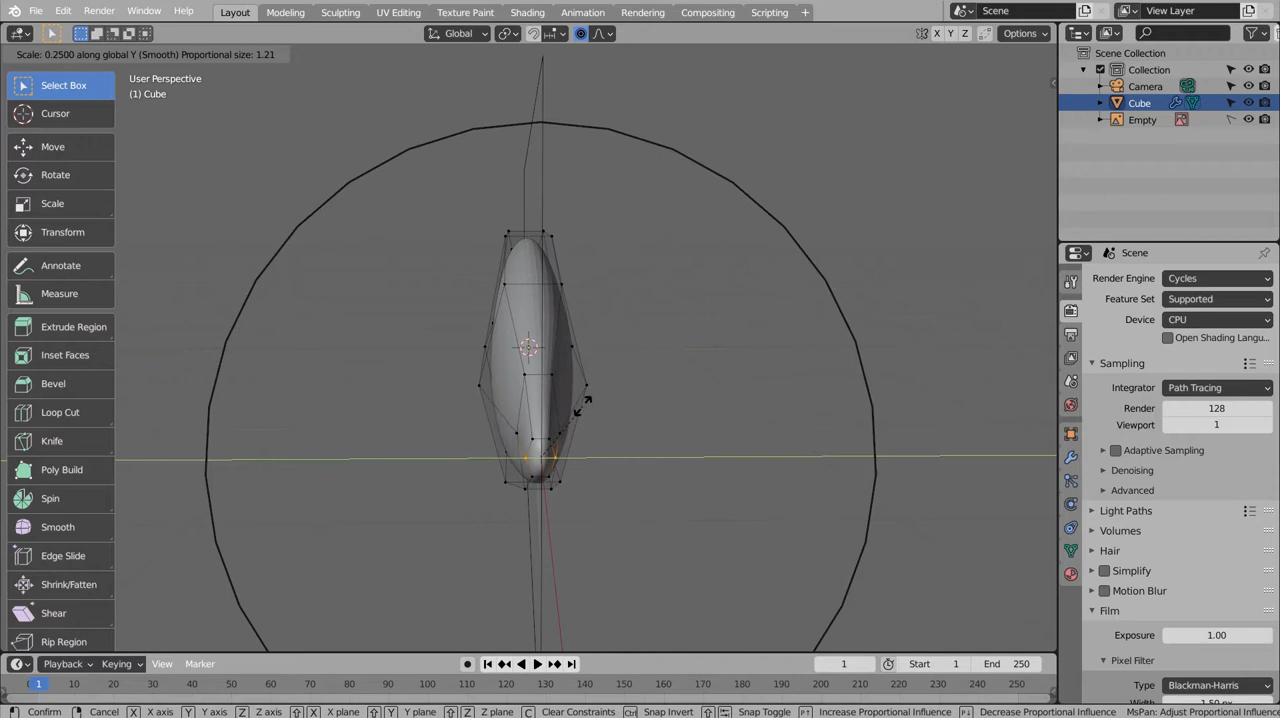 File Edit Render Window Help Layout Modeling Sculpting UV Editing Texture Paint Shading Animation Rendering Compositing Scripting Scene View Layer
Global X Y Z Options
Scale: 0.2500 along global Y (Smooth) Proportional size: 1.21
User Perspective
(1) Cube
Select Box
Cursor
Move
Rotate
Scale
Transform
Annotate
Measure
Extrude Region
Inset Faces
Bevel
Loop Cut
Knife
Poly Build
Spin
Smooth
Edge Slide
Shrink/Fatten
Shear
Rip Region
Scene Collection
Collection
Camera
Cube
Empty
Scene
Render Engine Cycles
Feature Set Supported
Device CPU
Open Shading Langu...
Sampling
Integrator Path Tracing
Render 128
Viewport 1
Adaptive Sampling
Denoising
Advanced
Light Paths
Volumes
Hair
Simplify
Motion Blur
Film
Exposure 1.00
Pixel Filter
Type Blackman-Harris
Width 1.50 px
Playback Keying View Marker 1 Start 1 End 250
1 10 20 30 40 50 60 70 80 90 100 110 120 130 140 150 160 170 180 190 200 210 220 230 240 250
Confirm Cancel X X axis Y Y axis Z Z axis X X plane Y Y plane Z Z plane C Clear Constraints Ctrl Snap Invert Snap Toggle Increase Proportional Influence Decrease Proportional Influence MsPan: Adjust Proportional Influenc